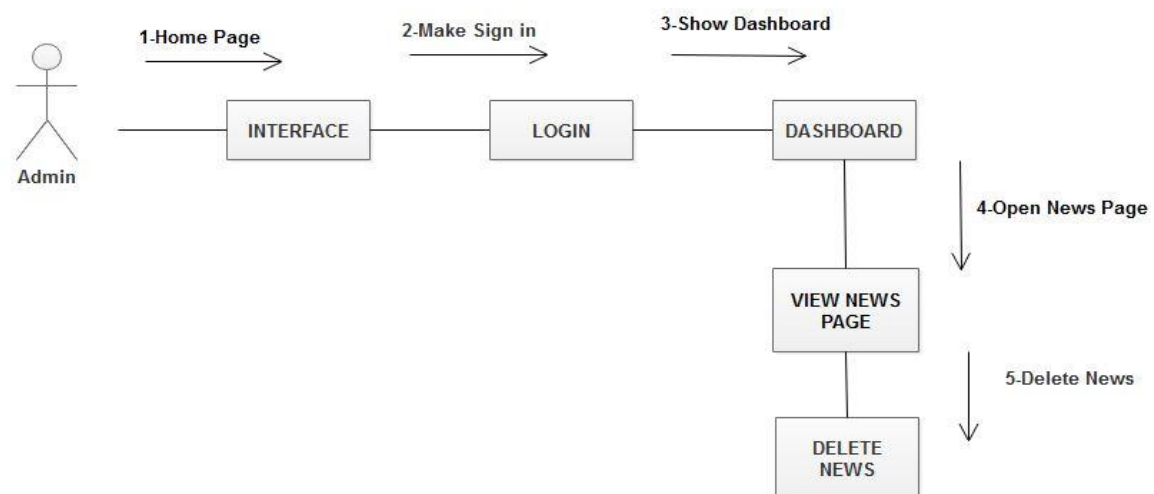 1-Home Page
2-Make Sign in
3-Show Dashboard
INTERFACE
LOGIN
DASHBOARD
Admin
4-Open News Page
VIEW NEWS
PAGE
5-Delete News
DELETE
NEWS